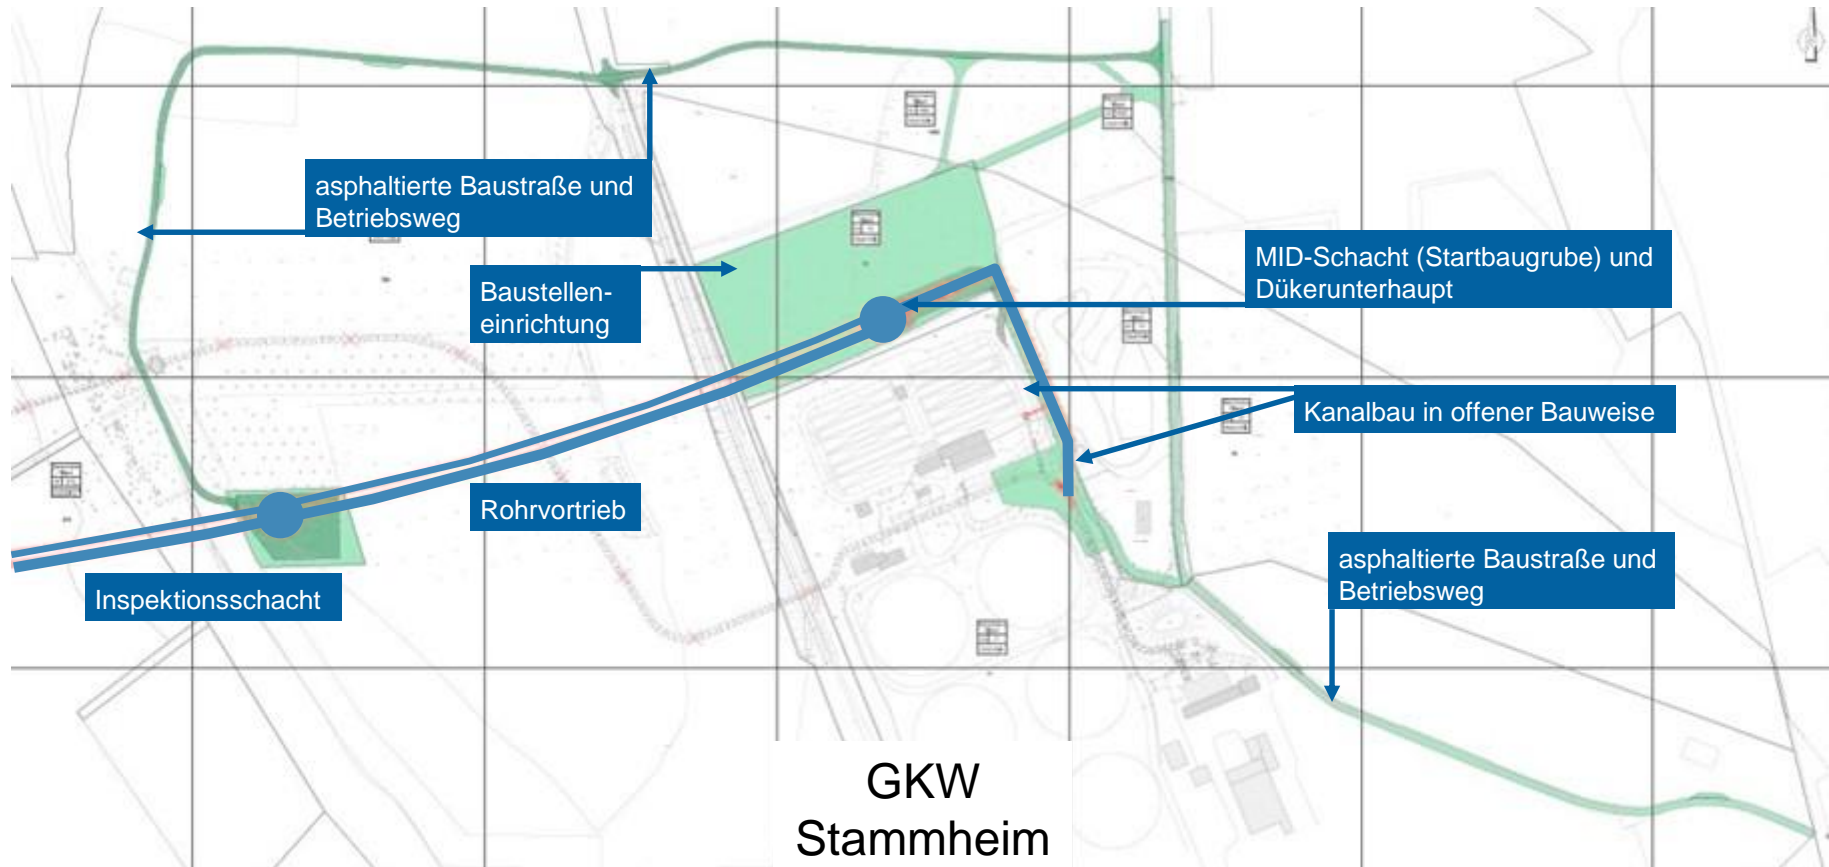 asphaltierte Baustraße und
Betriebsweg
Baustellen-
einrichtung
MID-Schacht (Startbaugrube) und
Dükerunterhaupt
Kanalbau in offener Bauweise
Rohrvortrieb
Inspektionsschacht
asphaltierte Baustraße und
Betriebsweg
GKW
Stammheim